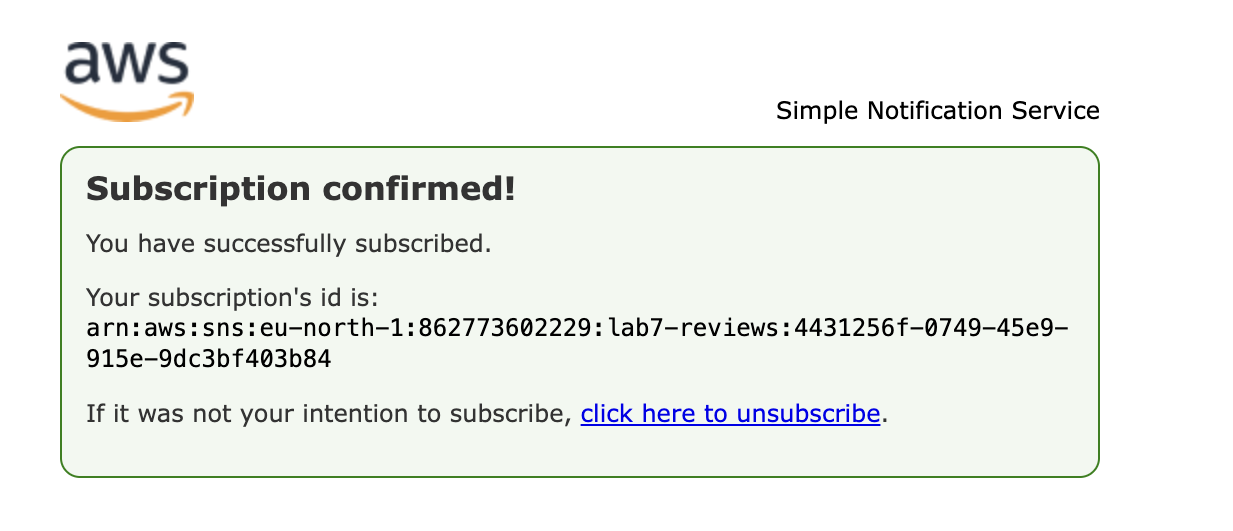 aws
Simple Notification Service
Subscription confirmed!
You have successfully subscribed.
Your subscription's id is:
arn:aws:sns:eu-north-1:862773602229:lab7-reviews:4431256f-0749-45e9-
915e-9dc3bf403b84
If it was not your intention to subscribe, click here to unsubscribe.